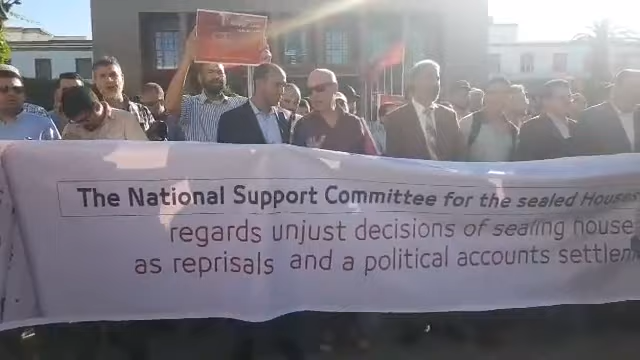 The National Support Committee for the sealed Houses
regards unjust decisions of sealing house
as reprisals and a political accounts settlem